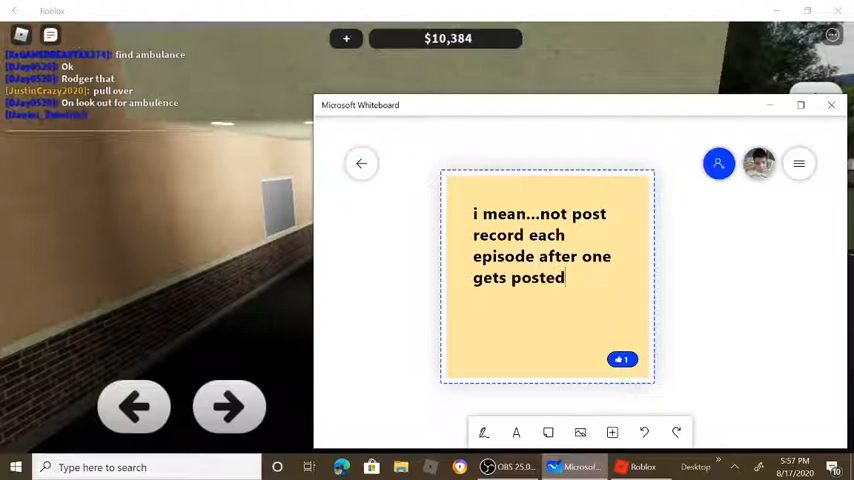 Roblox
$10,384
find ambulance
[DJay0520]: Ok
[DJay0520]: Rodger that
[JustinCrazy2020]: pull over
[DJay0520]: On look out for ambulence
Microsoft Whiteboard
i mean...not post
record each
episode after one
gets posted
1
Type here to search
OBS 25.0...
Microsof...
Roblox
Desktop
5:57 PM
8/17/2020
10